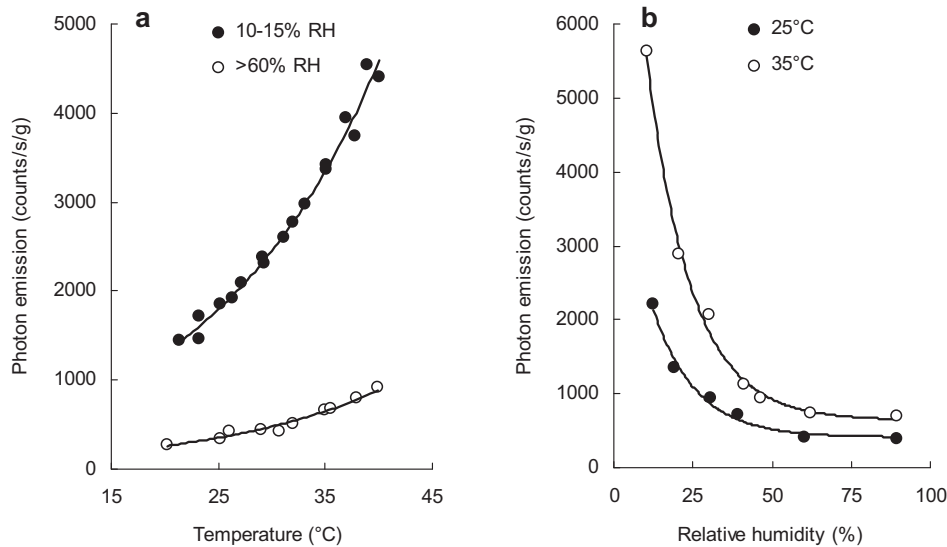 a
10-15% RH
>60% RH
Photon emission (counts/s/g)
5000
4000
3000
2000
1000
0
15
25
35
45
Temperature (°C)
b
25°C
35°C
Photon emission (counts/s/g)
6000
5000
4000
3000
2000
1000
0
0
25
50
75
100
Relative humidity (%)